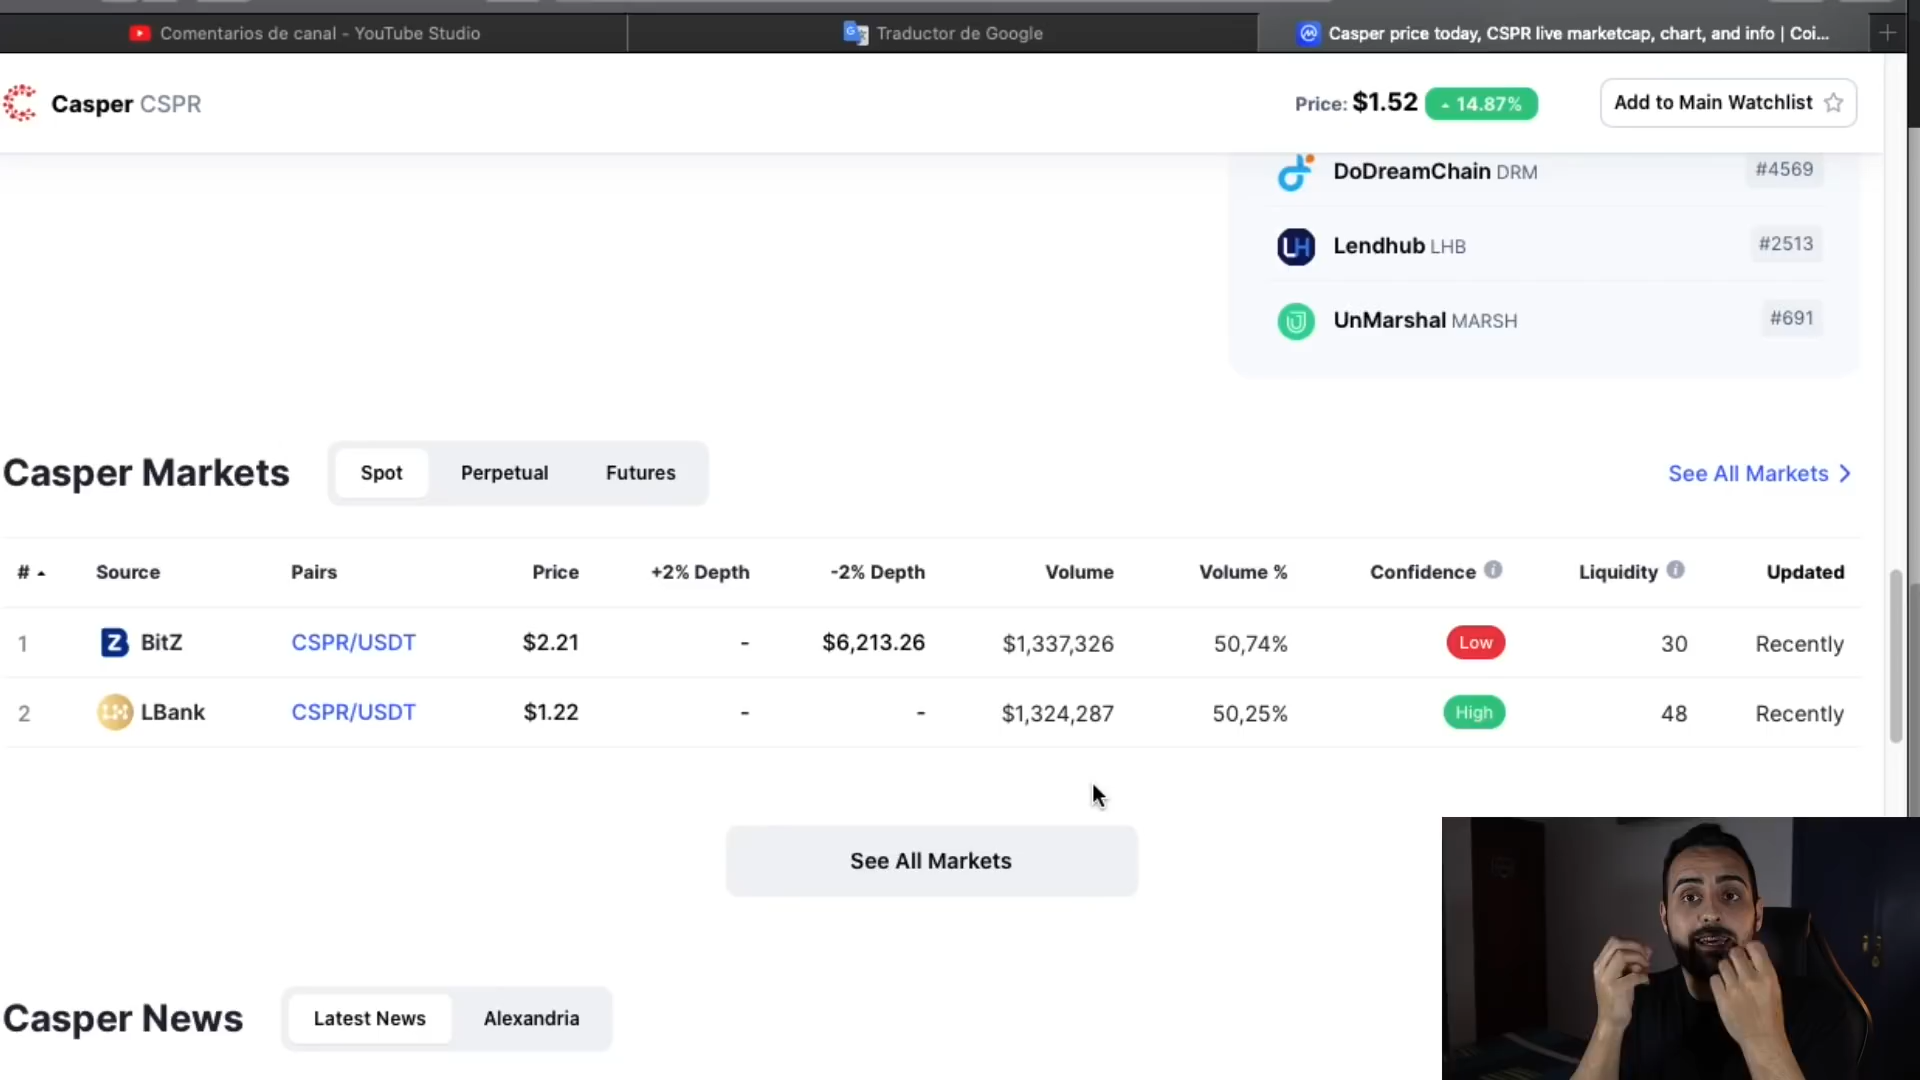 Comentarios de canal - YouTube Studio
Traductor de Google
Casper price today, CSPR live marketcap, chart, and info | Coi...
Casper CSPR
Price: $1.52 14.87%
Add to Main Watchlist
DoDreamChain DRM #4569
Lendhub LHB #2513
UnMarshal MARSH #691
Casper Markets Spot Perpetual Futures See All Markets
# Source Pairs Price +2% Depth -2% Depth Volume Volume % Confidence Liquidity Updated
1 BitZ CSPR/USDT $2.21 - $6,213.26 $1,337,326 50,74% Low 30 Recently
2 LBank CSPR/USDT $1.22 - - $1,324,287 50,25% High 48 Recently
See All Markets
Casper News Latest News Alexandria